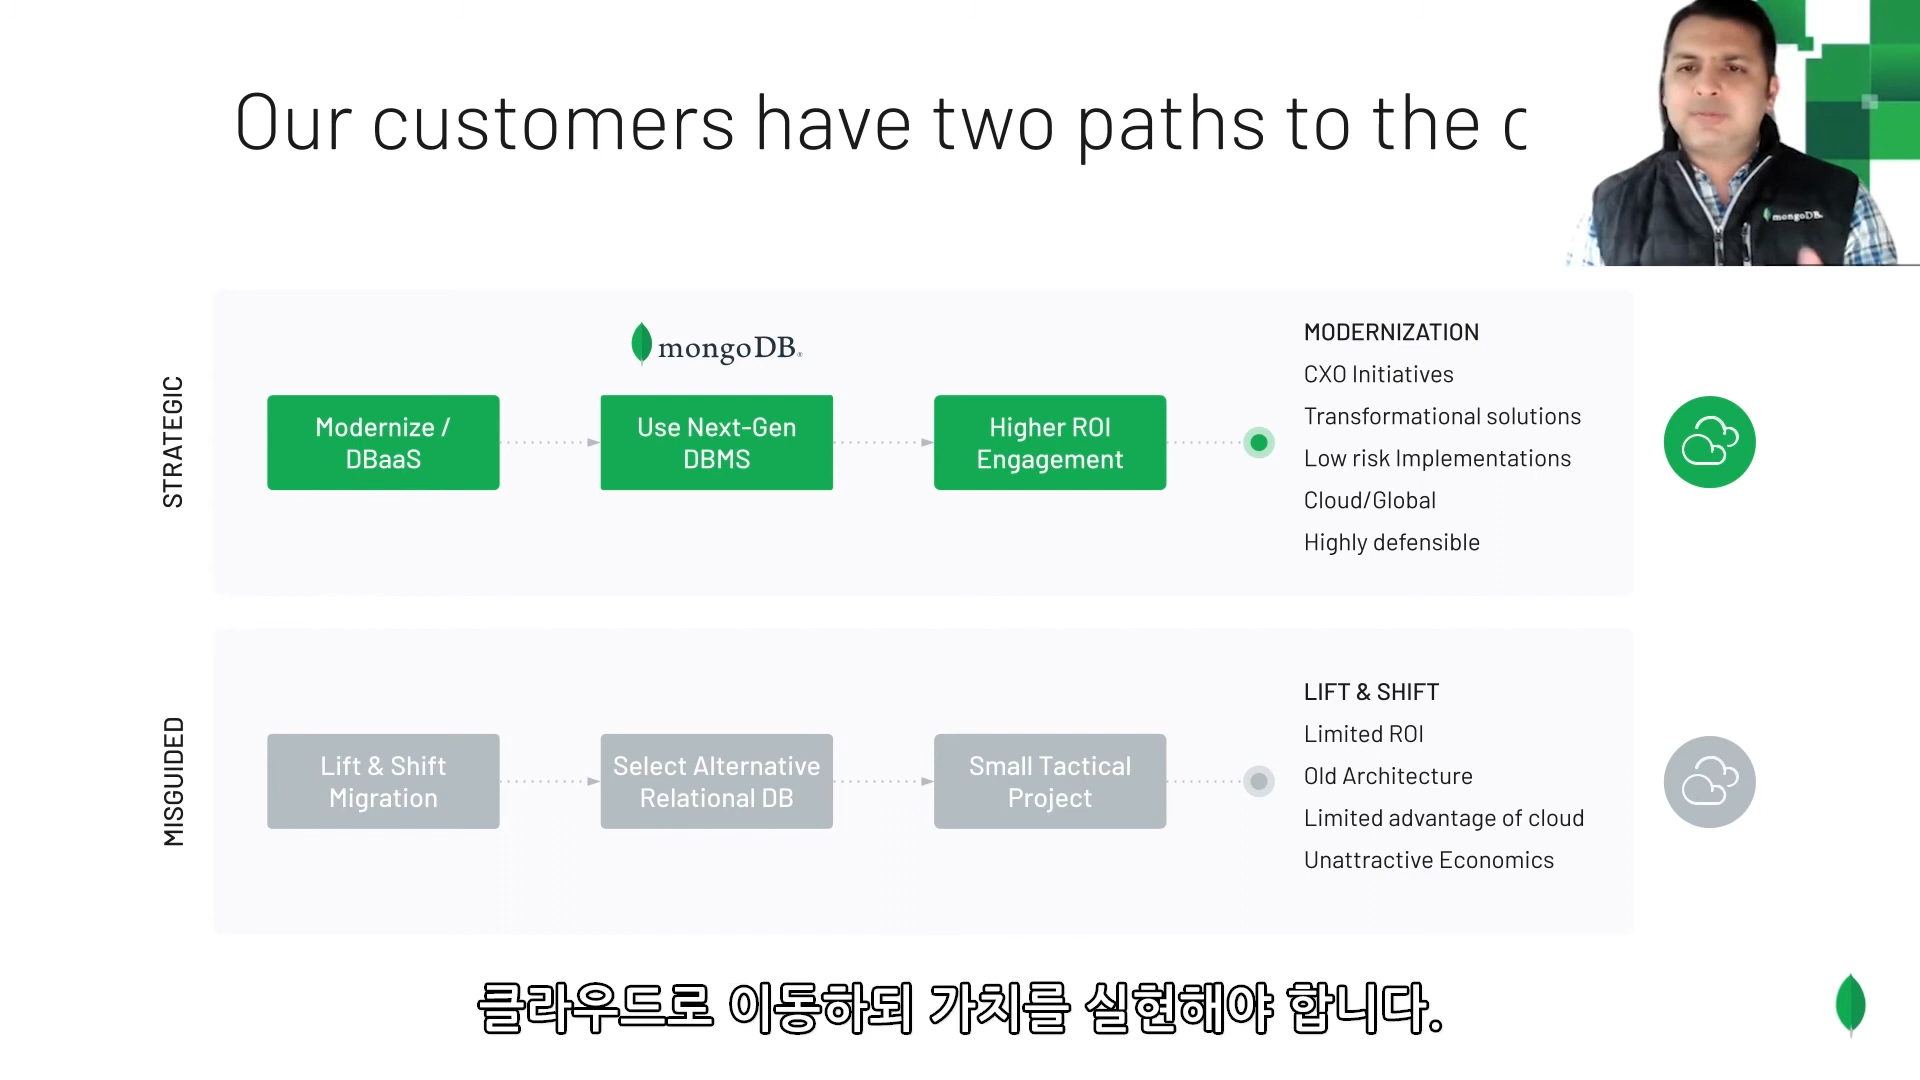 Our customers have two paths to the c
mongoDB
STRATEGIC
mongoDB®
Modernize /
DBaaS
Use Next-Gen
DBMS
Higher ROI
Engagement
MODERNIZATION
CXO Initiatives
Transformational solutions
Low risk Implementations
Cloud/Global
Highly defensible
MISGUIDED
Lift & Shift
Migration
Select Alternative
Relational DB
Small Tactical
Project
LIFT & SHIFT
Limited ROI
Old Architecture
Limited advantage of cloud
Unattractive Economics
클라우드로 이동하되 가치를 실현해야 합니다.